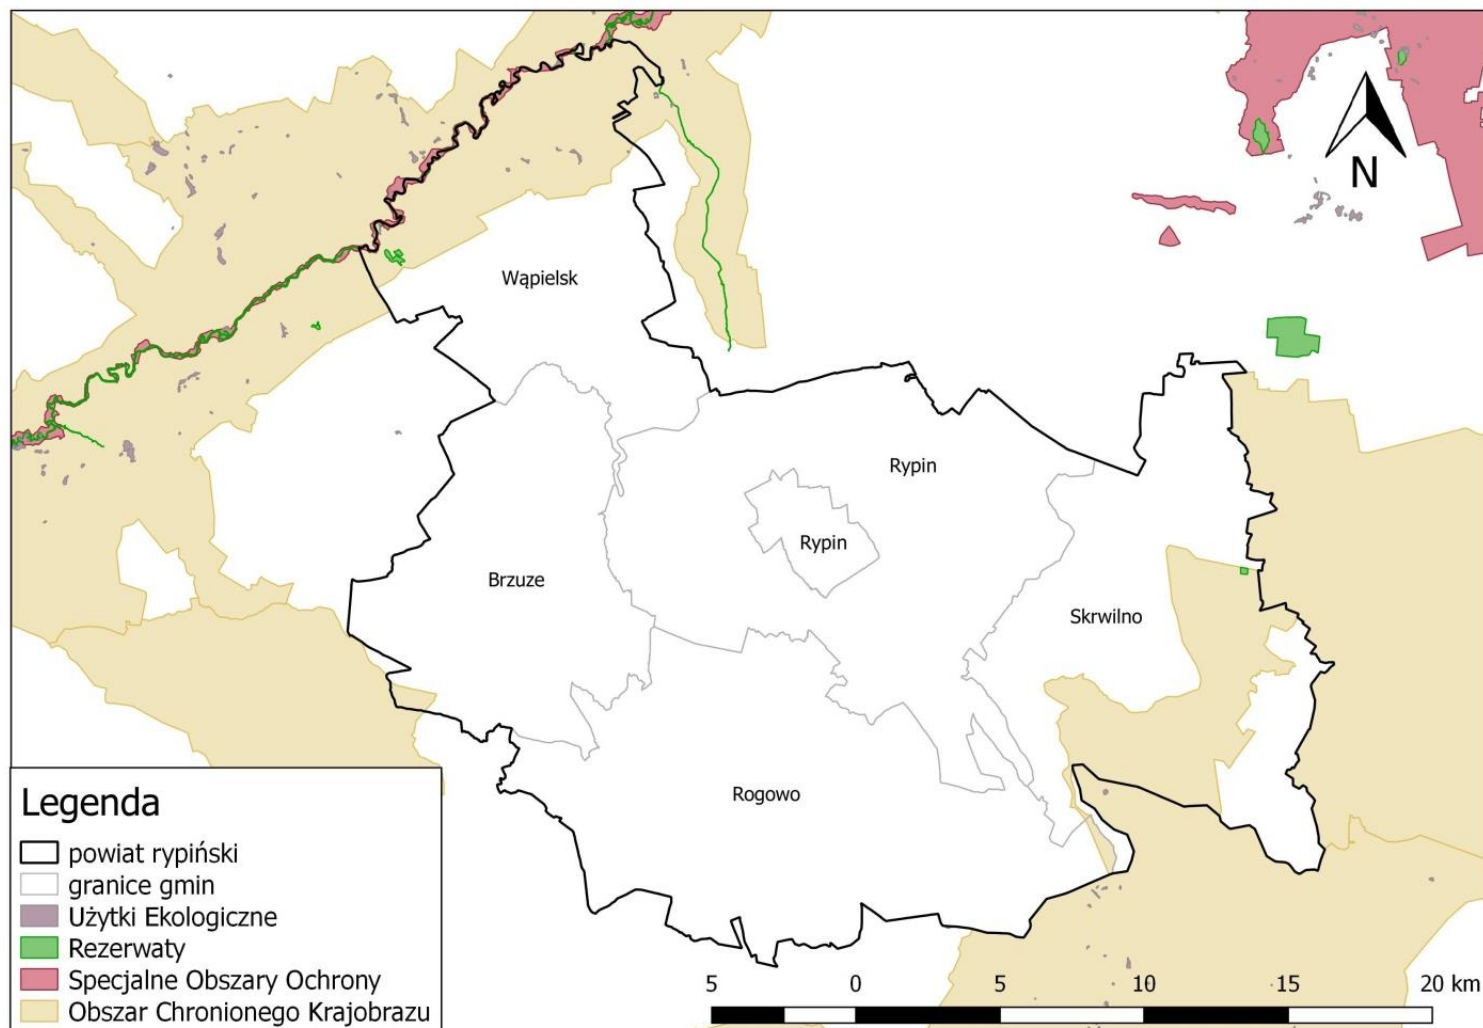 N
Wąpielsk
Rypin
Rypin
Brzuze
Skrwilno
Rogowo
Legenda
powiat rypiński
granice gmin
Użytki Ekologiczne
Rezerwaty
Specjalne Obszary Ochrony
Obszar Chronionego Krajobrazu
5 0 5 10 15 20 km